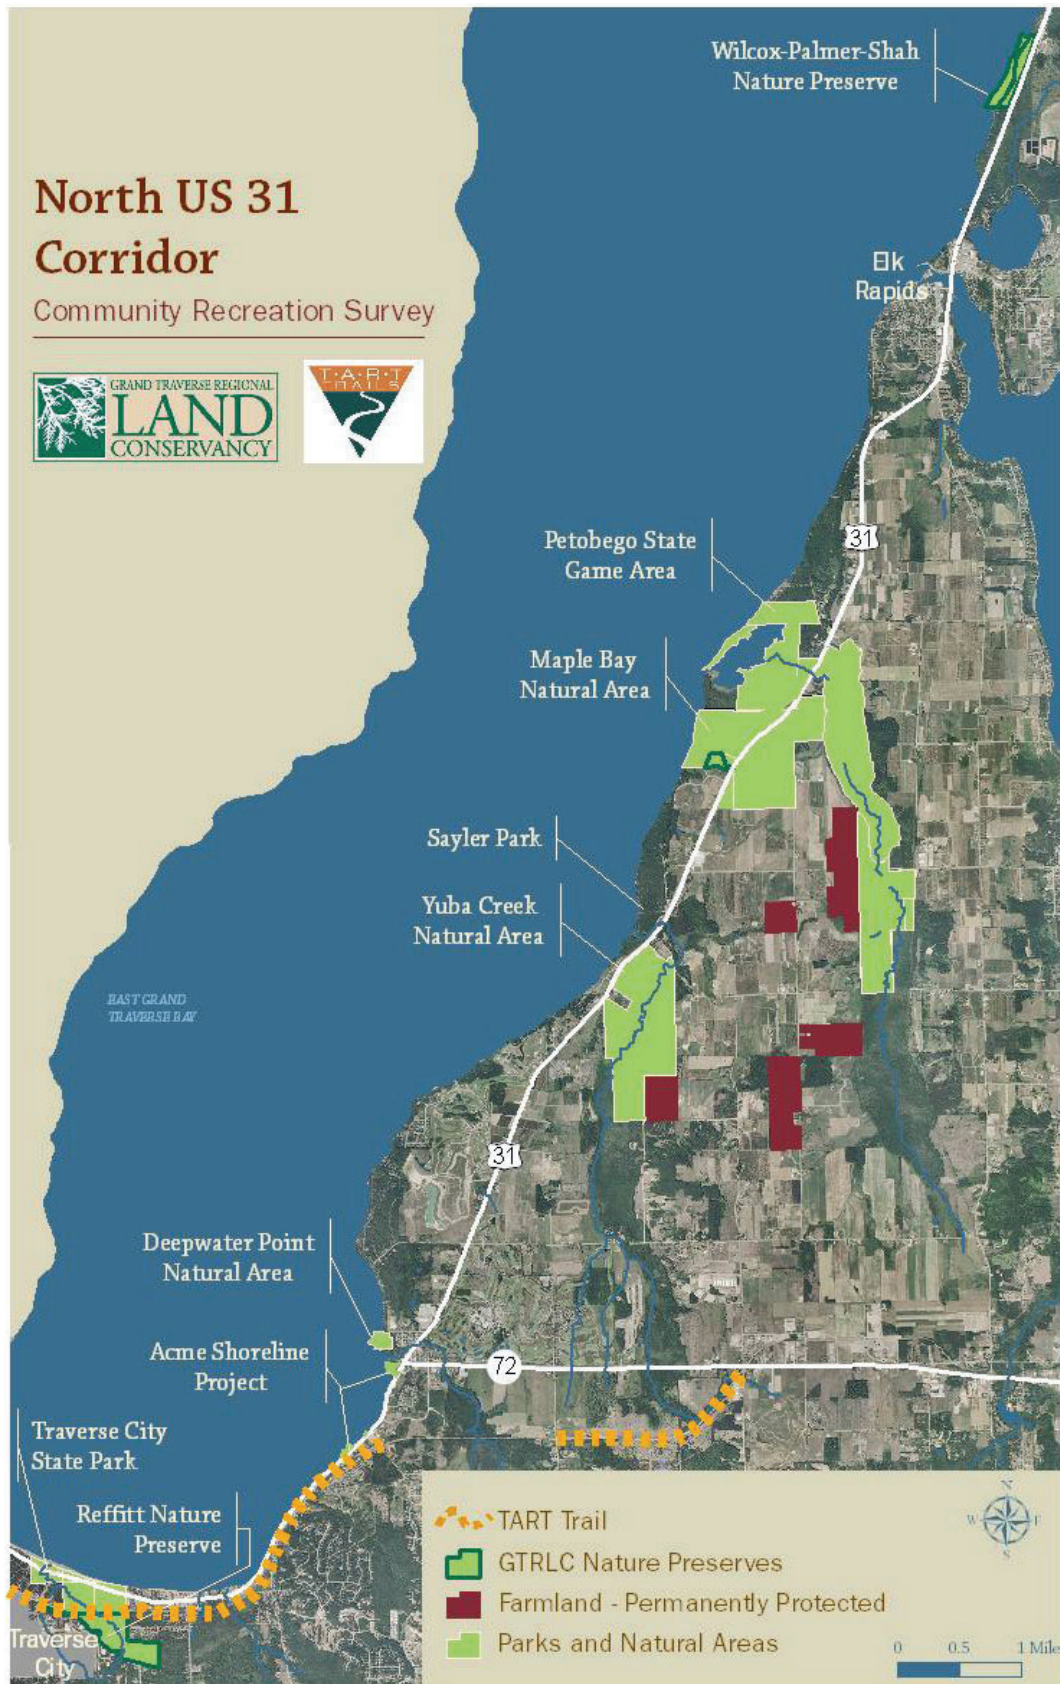 Wilcox-Palmer-Shah
Nature Preserve
North US 31
Corridor
Community Recreation Survey
GRAND TRAVERSE REGIONAL
LAND
CONSERVANCY
T·A·R·T
TRAILS
Elk
Rapids
31
Petobego State
Game Area
Maple Bay
Natural Area
Sayler Park
Yuba Creek
Natural Area
EAST GRAND
TRAVERSE BAY
31
Deepwater Point
Natural Area
Acme Shoreline
Project
72
Traverse City
State Park
Reffitt Nature
Preserve
Traverse
City
TART Trail
GTRLC Nature Preserves
Farmland - Permanently Protected
Parks and Natural Areas
N
W E
S
0 0.5 1 Mile